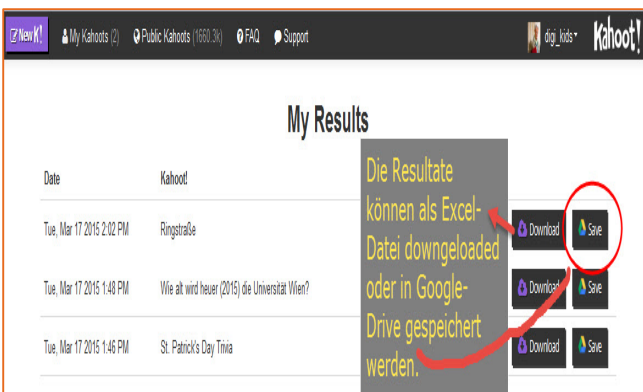 New K! My Kahoots (2) Public Kahoots (1660.3k) FAQ Support digi_kids Kahoot!
My Results
Date Kahoot!
Tue, Mar 17 2015 2:02 PM Ringstraße Download Save
Tue, Mar 17 2015 1:48 PM Wie alt wird heuer (2015) die Universität Wien? Download Save
Tue, Mar 17 2015 1:46 PM St. Patrick's Day Trivia Download Save
Die Resultate
können als Excel-
Datei downgeloaded
oder in Google-
Drive gespeichert
werden.